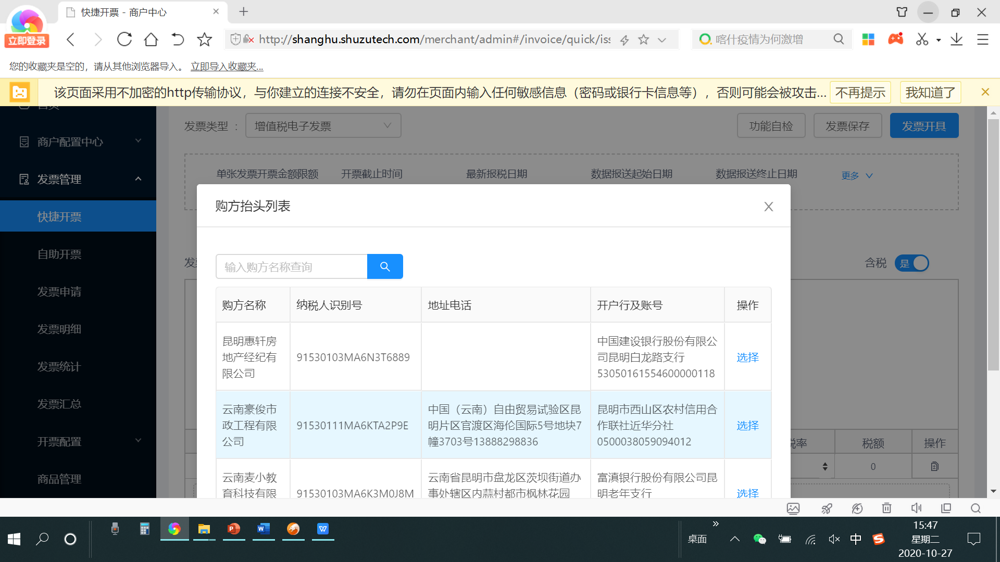 快捷开票 - 商户中心
立即登录
http://shanghu.shuzutech.com/merchant/admin#/invoice/quick/iss
喀什疫情为何激增
您的收藏夹是空的，请从其他浏览器导入。 立即导入收藏夹...
该页面采用不加密的http传输协议，与你建立的连接不安全，请勿在页面内输入任何敏感信息（密码或银行卡信息等），否则可能会被攻击... 不再提示 我知道了
商户配置中心
发票管理
快捷开票
自助开票
发票申请
发票明细
发票统计
发票汇总
开票配置
商品管理
发票类型 ： 增值税电子发票
功能自检 发票保存 发票开具
单张发票开票金额限额 开票截止时间 最新报税日期 数据报送起始日期 数据报送终止日期 更多
含税 是
税额 操作
0
购方抬头列表
输入购方名称查询
购方名称 纳税人识别号 地址电话 开户行及账号 操作
昆明惠轩房
地产经纪有
限公司
91530103MA6N3T6889
中国建设银行股份有限公
司昆明白龙路支行
53050161554600000118
选择
云南豪俊市
政工程有限
公司
91530111MA6KTA2P9E
中国（云南）自由贸易试验区昆
明片区官渡区海伦国际5号地块7
幢3703号13888298836
昆明市西山区农村信用合
作联社近华分社
0500038059094012
选择
云南麦小教
育科技有限
91530103MA6K3M0J8M
云南省昆明市盘龙区茨坝街道办
事处辖区内蒜村都市枫林花园
富滇银行股份有限公司昆
明老年支行
选择
桌面
中
15:47
星期二
2020-10-27